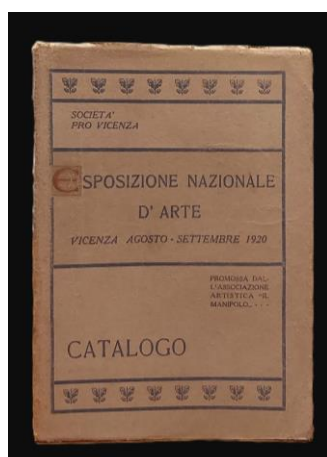 SOCIETA'
PRO VICENZA
ESPOSIZIONE NAZIONALE
D' ARTE
VICENZA AGOSTO - SETTEMBRE 1920
PROMOSSA DAL-
L'ASSOCIAZIONE
ARTISTICA "IL
MANIPOLO„ - - -
CATALOGO